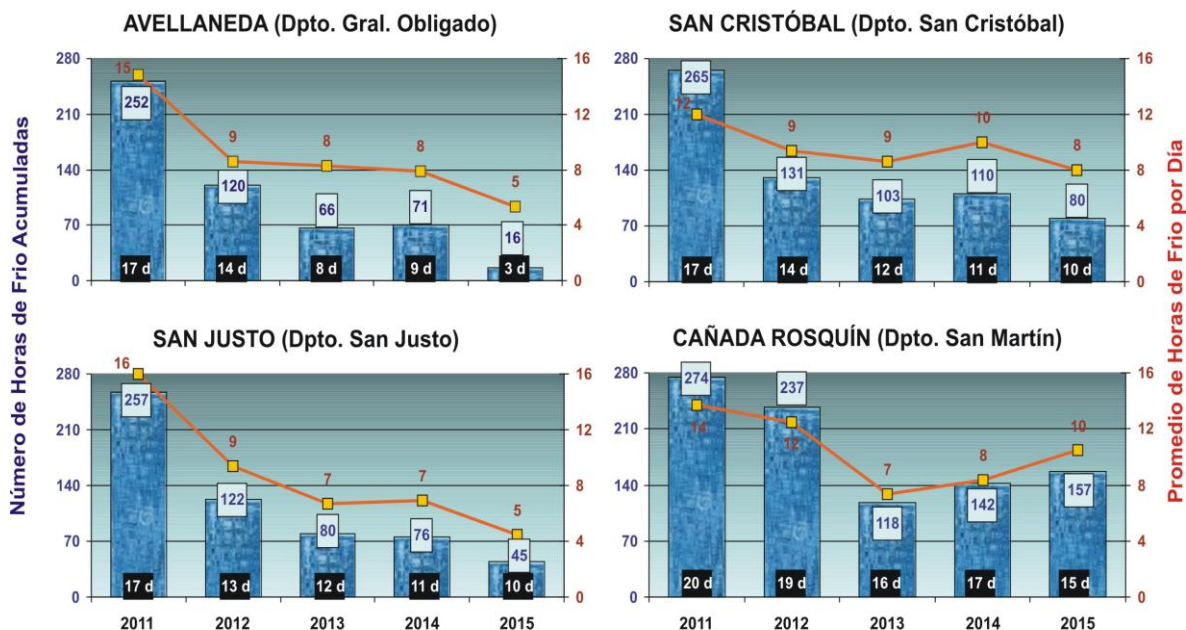 AVELLANEDA (Dpto. Gral. Obligado)
SAN CRISTÓBAL (Dpto. San Cristóbal)
Número de Horas de Frio Acumuladas
Promedio de Horas de Frio por Día
280 210 140 70 0
15 9 8 8 5
252 120 66 71 16
17 d 14 d 8 d 9 d 3 d
16 12 8 4 0
280 210 140 70 0
12 9 9 10 8
265 131 103 110 80
17 d 14 d 12 d 11 d 10 d
16 12 8 4 0
SAN JUSTO (Dpto. San Justo)
CAÑADA ROSQUÍN (Dpto. San Martín)
280 210 140 70 0
16 9 7 7 5
257 122 80 76 45
17 d 13 d 12 d 11 d 10 d
16 12 8 4 0
2011 2012 2013 2014 2015
280 210 140 70 0
274 237 118 142 157
14 12 7 8 10
20 d 19 d 16 d 17 d 15 d
16 12 8 4 0
2011 2012 2013 2014 2015